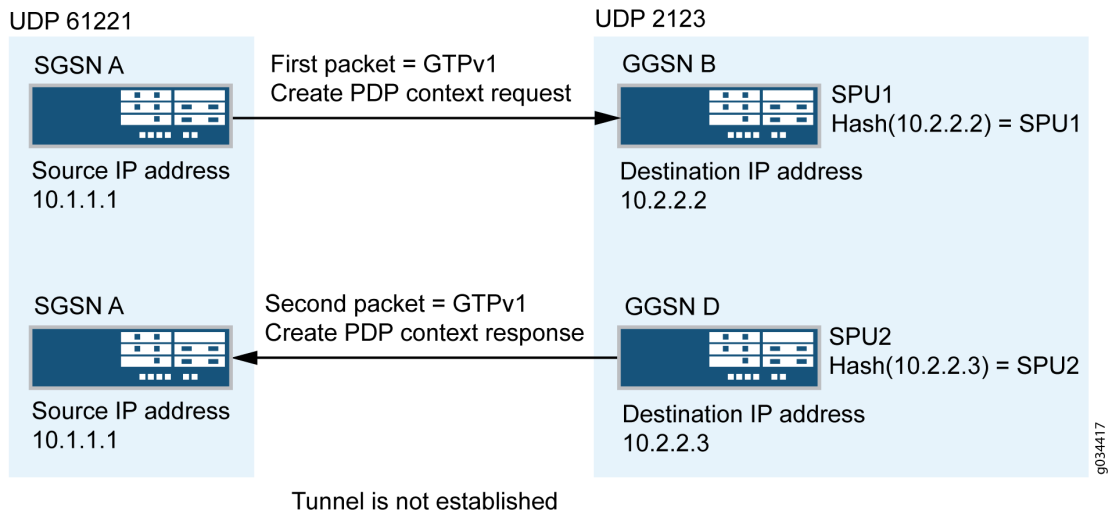 UDP 61221
UDP 2123
SGSN A
First packet = GTPv1
Create PDP context request
GGSN B
SPU1
Hash(10.2.2.2) = SPU1
Source IP address
10.1.1.1
Destination IP address
10.2.2.2
SGSN A
Second packet = GTPv1
Create PDP context response
GGSN D
SPU2
Hash(10.2.2.3) = SPU2
Source IP address
10.1.1.1
Destination IP address
10.2.2.3
g034417
Tunnel is not established